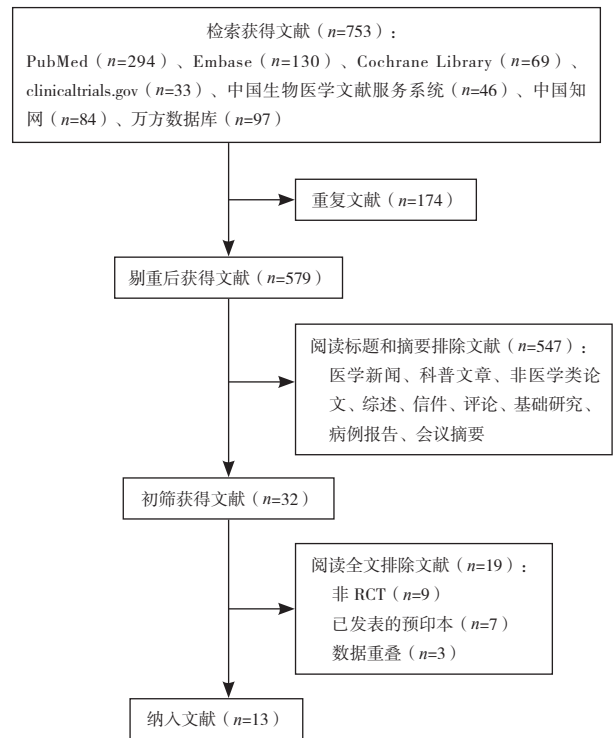 检索获得文献（n=753）：
PubMed（n=294）、Embase（n=130）、Cochrane Library（n=69）、
clinicaltrials.gov（n=33）、中国生物医学文献服务系统（n=46）、中国知
网（n=84）、万方数据库（n=97）
重复文献（n=174）
剔重后获得文献（n=579）
阅读标题和摘要排除文献（n=547）：
医学新闻、科普文章、非医学类论
文、综述、信件、评论、基础研究、
病例报告、会议摘要
初筛获得文献（n=32）
阅读全文排除文献（n=19）：
非 RCT（n=9）
已发表的预印本（n=7）
数据重叠（n=3）
纳入文献（n=13）